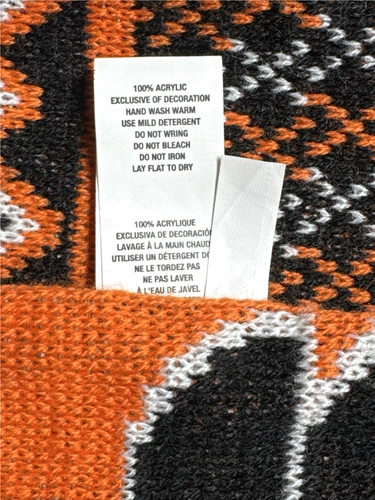 100% ACRYLIC
EXCLUSIVE OF DECORATION
HAND WASH WARM
USE MILD DETERGENT
DO NOT WRING
DO NOT BLEACH
DO NOT IRON
LAY FLAT TO DRY
100% ACRYLIQUE
EXCLUSIVA DE DECORACIÓ
LAVAGE À LA MAIN CHAUD
UTILISER UN DÉTERGENT DO
NE LE TORDEZ PAS
NE PAS LAVER
À L'EAU DE JAVEL